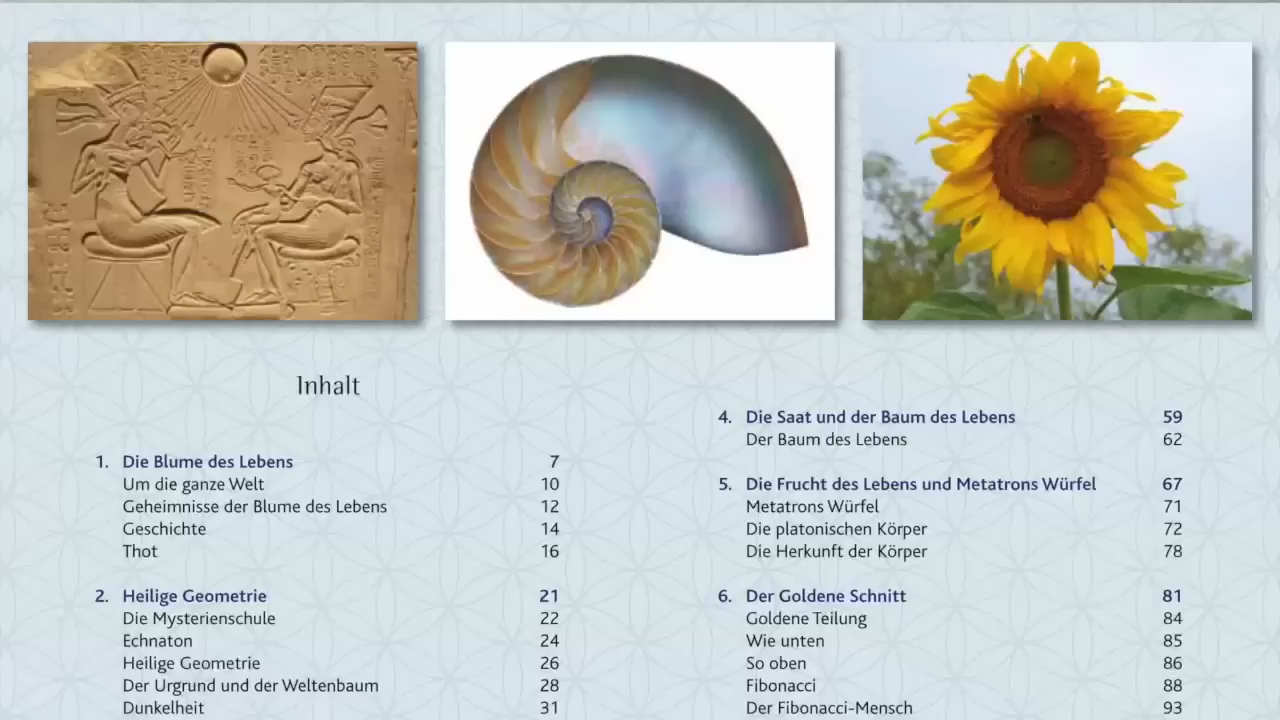 Inhalt
1. Die Blume des Lebens 7
Um die ganze Welt 10
Geheimnisse der Blume des Lebens 12
Geschichte 14
Thot 16
2. Heilige Geometrie 21
Die Mysterienschule 22
Echnaton 24
Heilige Geometrie 26
Der Urgrund und der Weltenbaum 28
Dunkelheit 31
4. Die Saat und der Baum des Lebens 59
Der Baum des Lebens 62
5. Die Frucht des Lebens und Metatrons Würfel 67
Metatrons Würfel 71
Die platonischen Körper 72
Die Herkunft der Körper 78
6. Der Goldene Schnitt 81
Goldene Teilung 84
Wie unten 85
So oben 86
Fibonacci 88
Der Fibonacci-Mensch 93